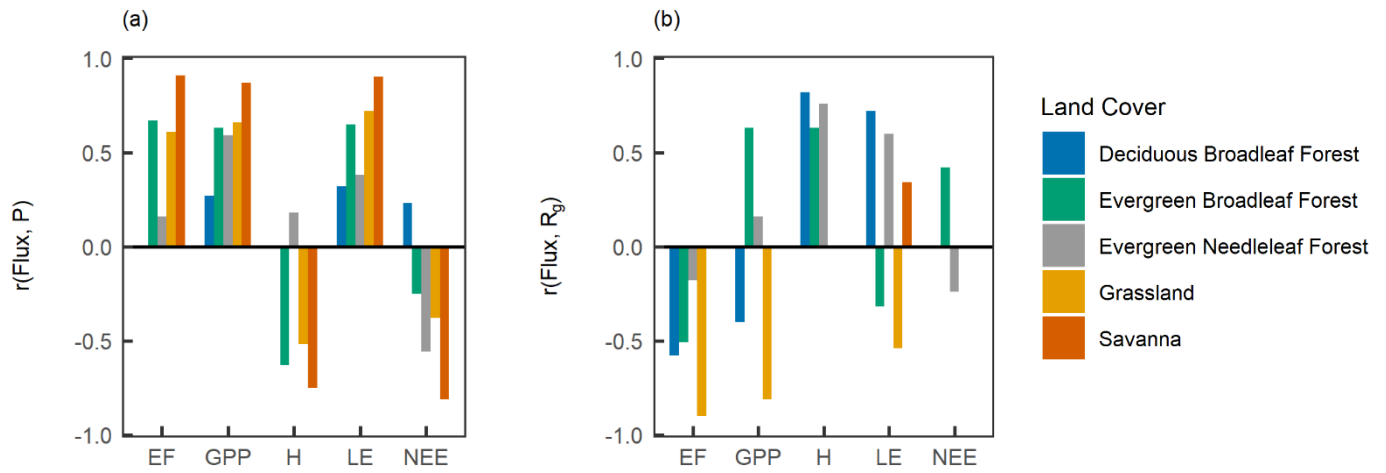 (a)
r(Flux, P)
1.0
0.5
0.0
-0.5
-1.0
EF GPP H LE NEE
(b)
r(Flux, Rg)
1.0
0.5
0.0
-0.5
-1.0
EF GPP H LE NEE
Land Cover
Deciduous Broadleaf Forest
Evergreen Broadleaf Forest
Evergreen Needleleaf Forest
Grassland
Savanna